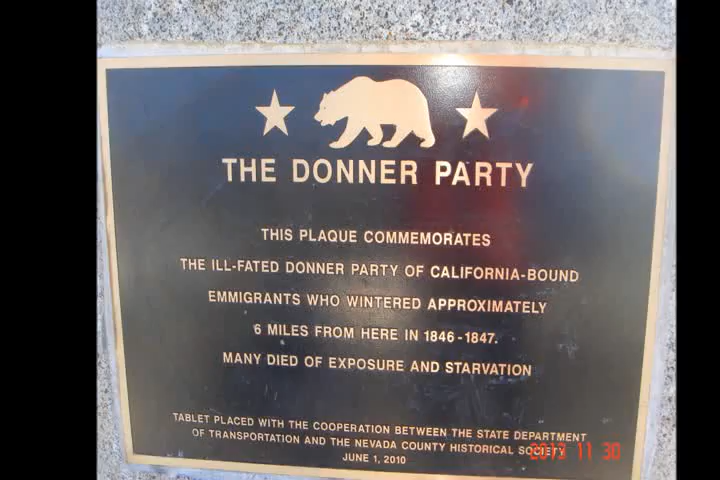 THE DONNER PARTY
THIS PLAQUE COMMEMORATES
THE ILL-FATED DONNER PARTY OF CALIFORNIA-BOUND
EMMIGRANTS WHO WINTERED APPROXIMATELY
6 MILES FROM HERE IN 1846-1847.
MANY DIED OF EXPOSURE AND STARVATION
TABLET PLACED WITH THE COOPERATION BETWEEN THE STATE DEPARTMENT
OF TRANSPORTATION AND THE NEVADA COUNTY HISTORICAL SOCIETY
JUNE 1, 2010
2013 11 30